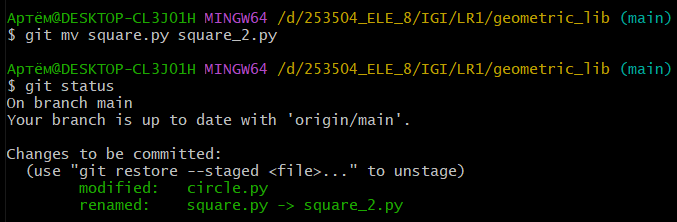 Артём@DESKTOP-CL3JO1H MINGW64 /d/253504_ELE_8/IGI/LR1/geometric_lib (main)
$ git mv square.py square_2.py
Артём@DESKTOP-CL3JO1H MINGW64 /d/253504_ELE_8/IGI/LR1/geometric_lib (main)
$ git status
On branch main
Your branch is up to date with 'origin/main'.
Changes to be committed:
  (use "git restore --staged <file>..." to unstage)
        modified:   circle.py
        renamed:    square.py -> square_2.py